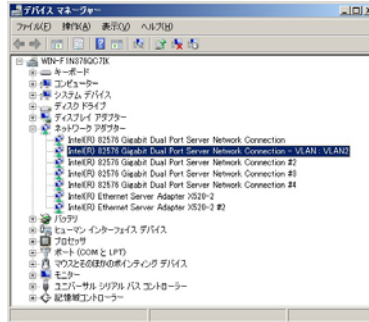 デバイス マネージャー
ファイル(F) 操作(A) 表示(V) ヘルプ(H)
WIN-F1N376QC7IK
キーボード
コンピューター
システム デバイス
ディスク ドライブ
ディスプレイ アダプター
ネットワーク アダプター
Intel(R) 82576 Gigabit Dual Port Server Network Connection
Intel(R) 82576 Gigabit Dual Port Server Network Connection - VLAN : VLAN2
Intel(R) 82576 Gigabit Dual Port Server Network Connection #2
Intel(R) 82576 Gigabit Dual Port Server Network Connection #3
Intel(R) 82576 Gigabit Dual Port Server Network Connection #4
Intel(R) Ethernet Server Adapter X520-2
Intel(R) Ethernet Server Adapter X520-2 #2
バッテリ
ヒューマン インターフェイス デバイス
プロセッサ
ポート (COM と LPT)
マウスとそのほかのポインティング デバイス
モニター
ユニバーサル シリアル バス コントローラー
記憶域コントローラー